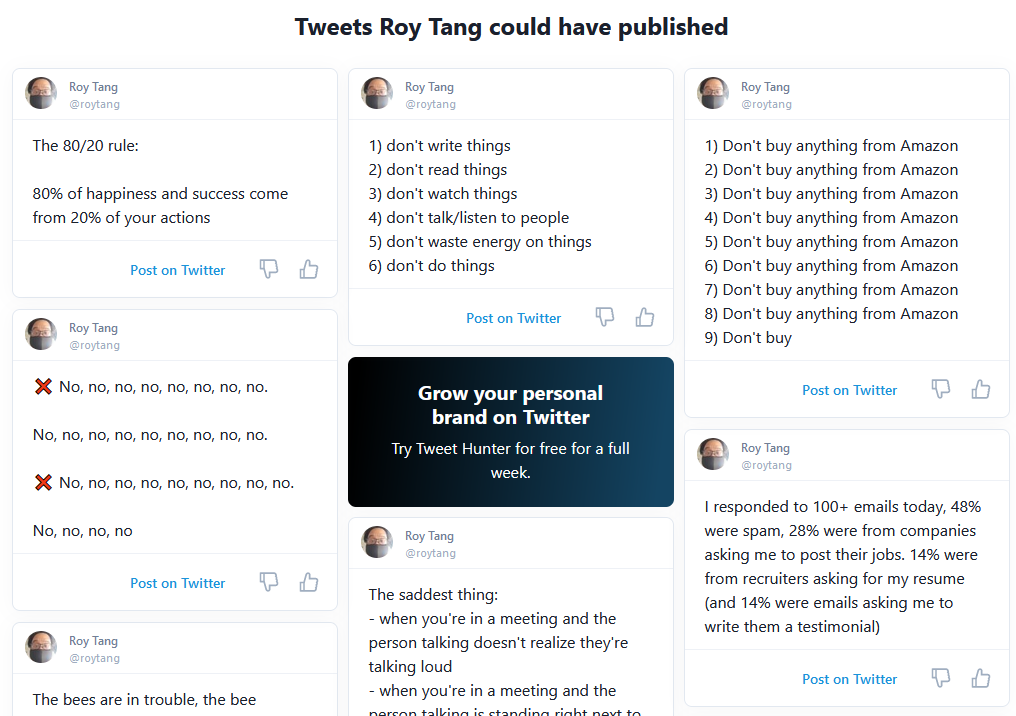 Tweets Roy Tang could have published
Roy Tang
@roytang
The 80/20 rule:
80% of happiness and success come
from 20% of your actions
Post on Twitter
Roy Tang
@roytang
❌ No, no, no, no, no, no, no, no.
No, no, no, no, no, no, no, no, no.
❌ No, no, no, no, no, no, no, no, no.
No, no, no, no
Post on Twitter
Roy Tang
@roytang
The bees are in trouble, the bee
Roy Tang
@roytang
1) don't write things
2) don't read things
3) don't watch things
4) don't talk/listen to people
5) don't waste energy on things
6) don't do things
Post on Twitter
Grow your personal
brand on Twitter
Try Tweet Hunter for free for a full
week.
Roy Tang
@roytang
The saddest thing:
- when you're in a meeting and the
person talking doesn't realize they're
talking loud
- when you're in a meeting and the
person talking is standing right next to
Roy Tang
@roytang
1) Don't buy anything from Amazon
2) Don't buy anything from Amazon
3) Don't buy anything from Amazon
4) Don't buy anything from Amazon
5) Don't buy anything from Amazon
6) Don't buy anything from Amazon
7) Don't buy anything from Amazon
8) Don't buy anything from Amazon
9) Don't buy
Post on Twitter
Roy Tang
@roytang
I responded to 100+ emails today, 48%
were spam, 28% were from companies
asking me to post their jobs. 14% were
from recruiters asking for my resume
(and 14% were emails asking me to
write them a testimonial)
Post on Twitter